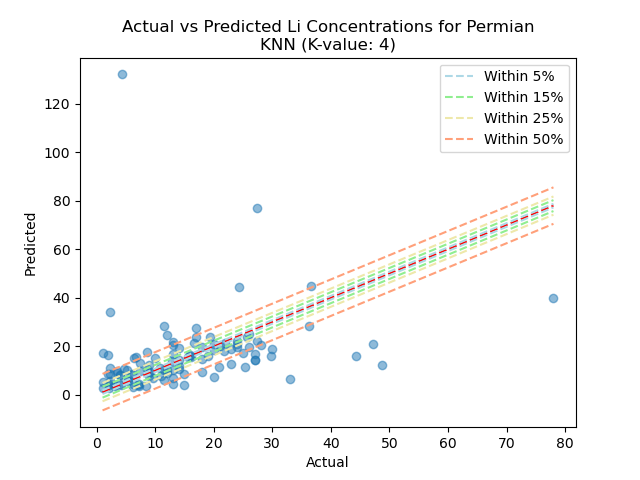 Actual vs Predicted Li Concentrations for Permian
KNN (K-value: 4)
Within 5%
Within 15%
Within 25%
Within 50%
120
100
80
60
40
20
0
Predicted
0 10 20 30 40 50 60 70 80
Actual